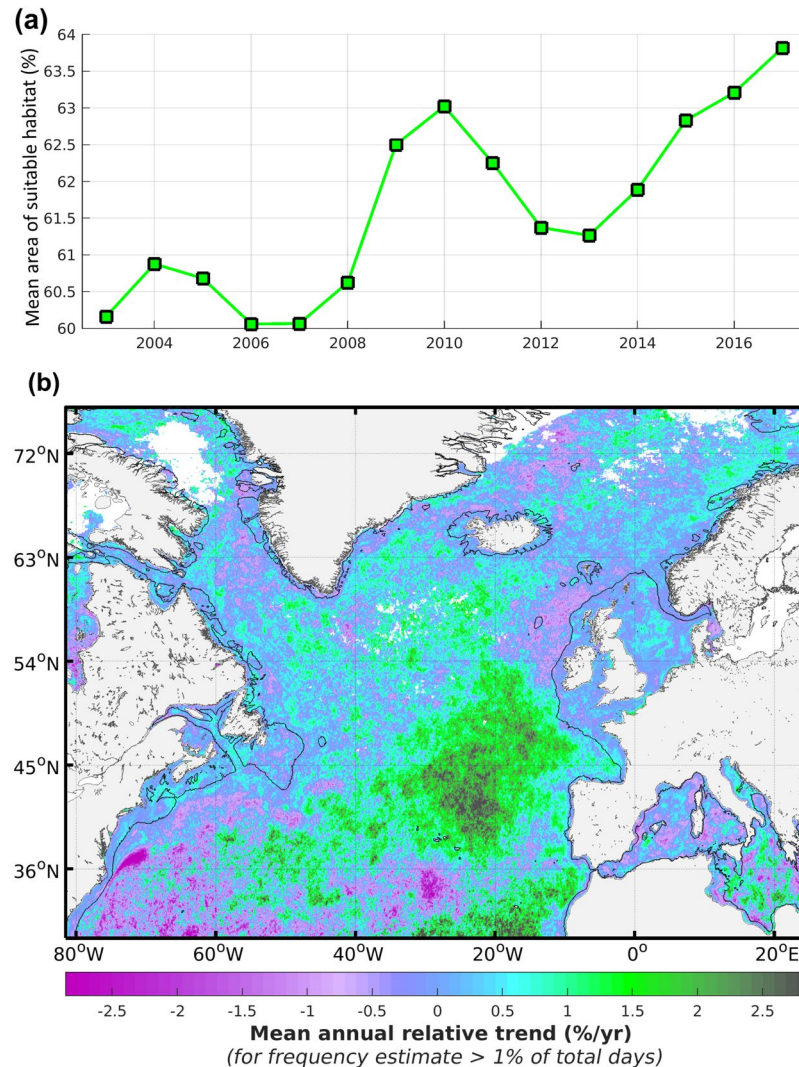 (a)
Mean area of suitable habitat (%)
64
63.5
63
62.5
62
61.5
61
60.5
60
2004 2006 2008 2010 2012 2014 2016
(b)
72°N
63°N
54°N
45°N
36°N
80°W 60°W 40°W 20°W 0° 20°E
-2.5 -2 -1.5 -1 -0.5 0 0.5 1 1.5 2 2.5
Mean annual relative trend (%/yr)
(for frequency estimate > 1% of total days)